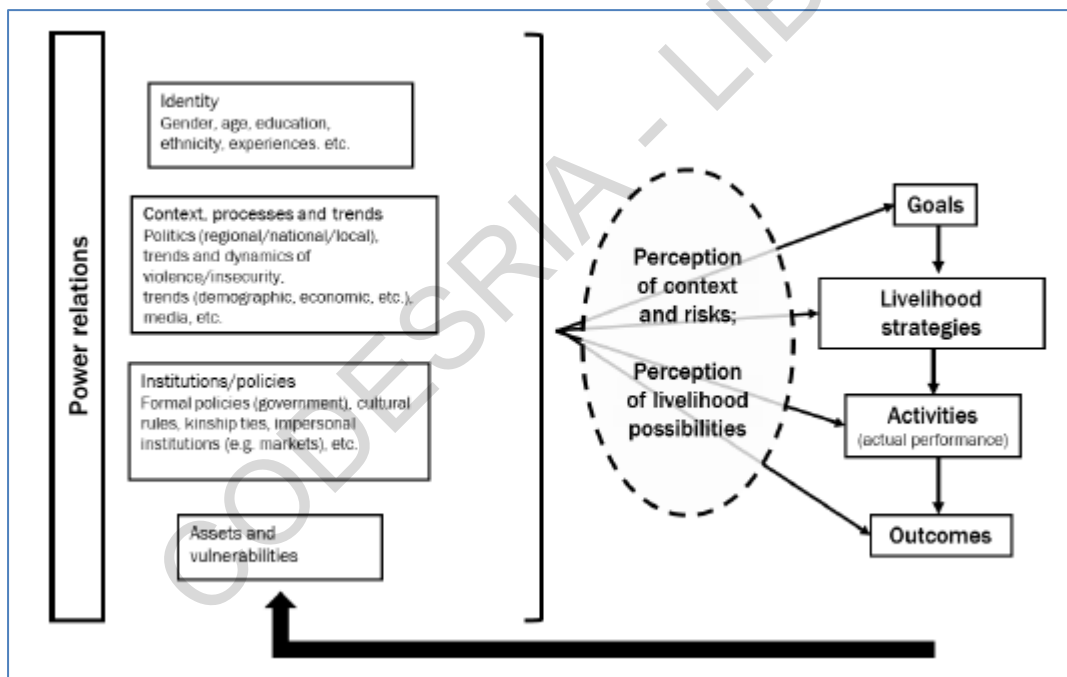 Power relations
Identity
Gender, age, education,
ethnicity, experiences. etc.
Context, processes and trends
Politics (regional/national/local),
trends and dynamics of
violence/insecurity,
trends (demographic, economic, etc.),
media, etc.
Institutions/policies
Formal policies (government), cultural
rules, kinship ties, impersonal
institutions (e.g. markets), etc.
Assets and
vulnerabilities
Perception
of context
and risks;
Perception
of livelihood
possibilities
Goals
Livelihood
strategies
Activities
(actual performance)
Outcomes
CODESRIA - LIB